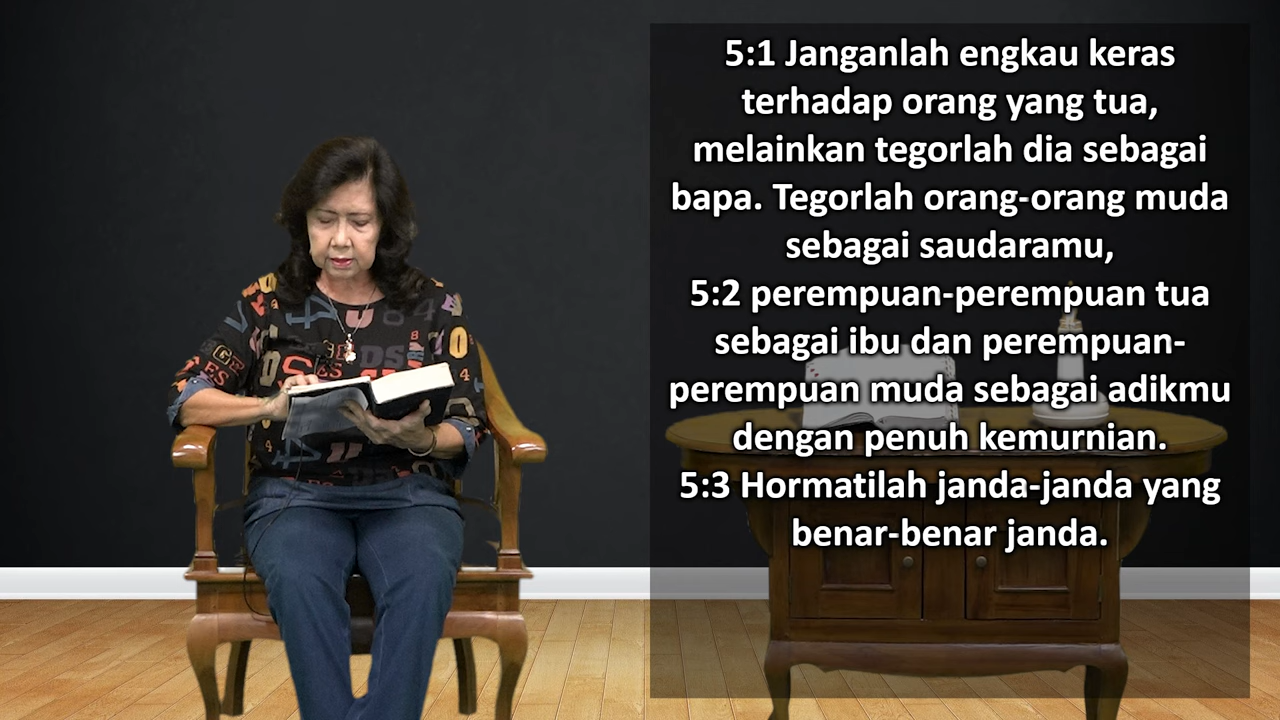 5:1 Janganlah engkau keras
terhadap orang yang tua,
melainkan tegorlah dia sebagai
bapa. Tegorlah orang-orang muda
sebagai saudaramu,
5:2 perempuan-perempuan tua
sebagai ibu dan perempuan-
perempuan muda sebagai adikmu
dengan penuh kemurnian.
5:3 Hormatilah janda-janda yang
benar-benar janda.